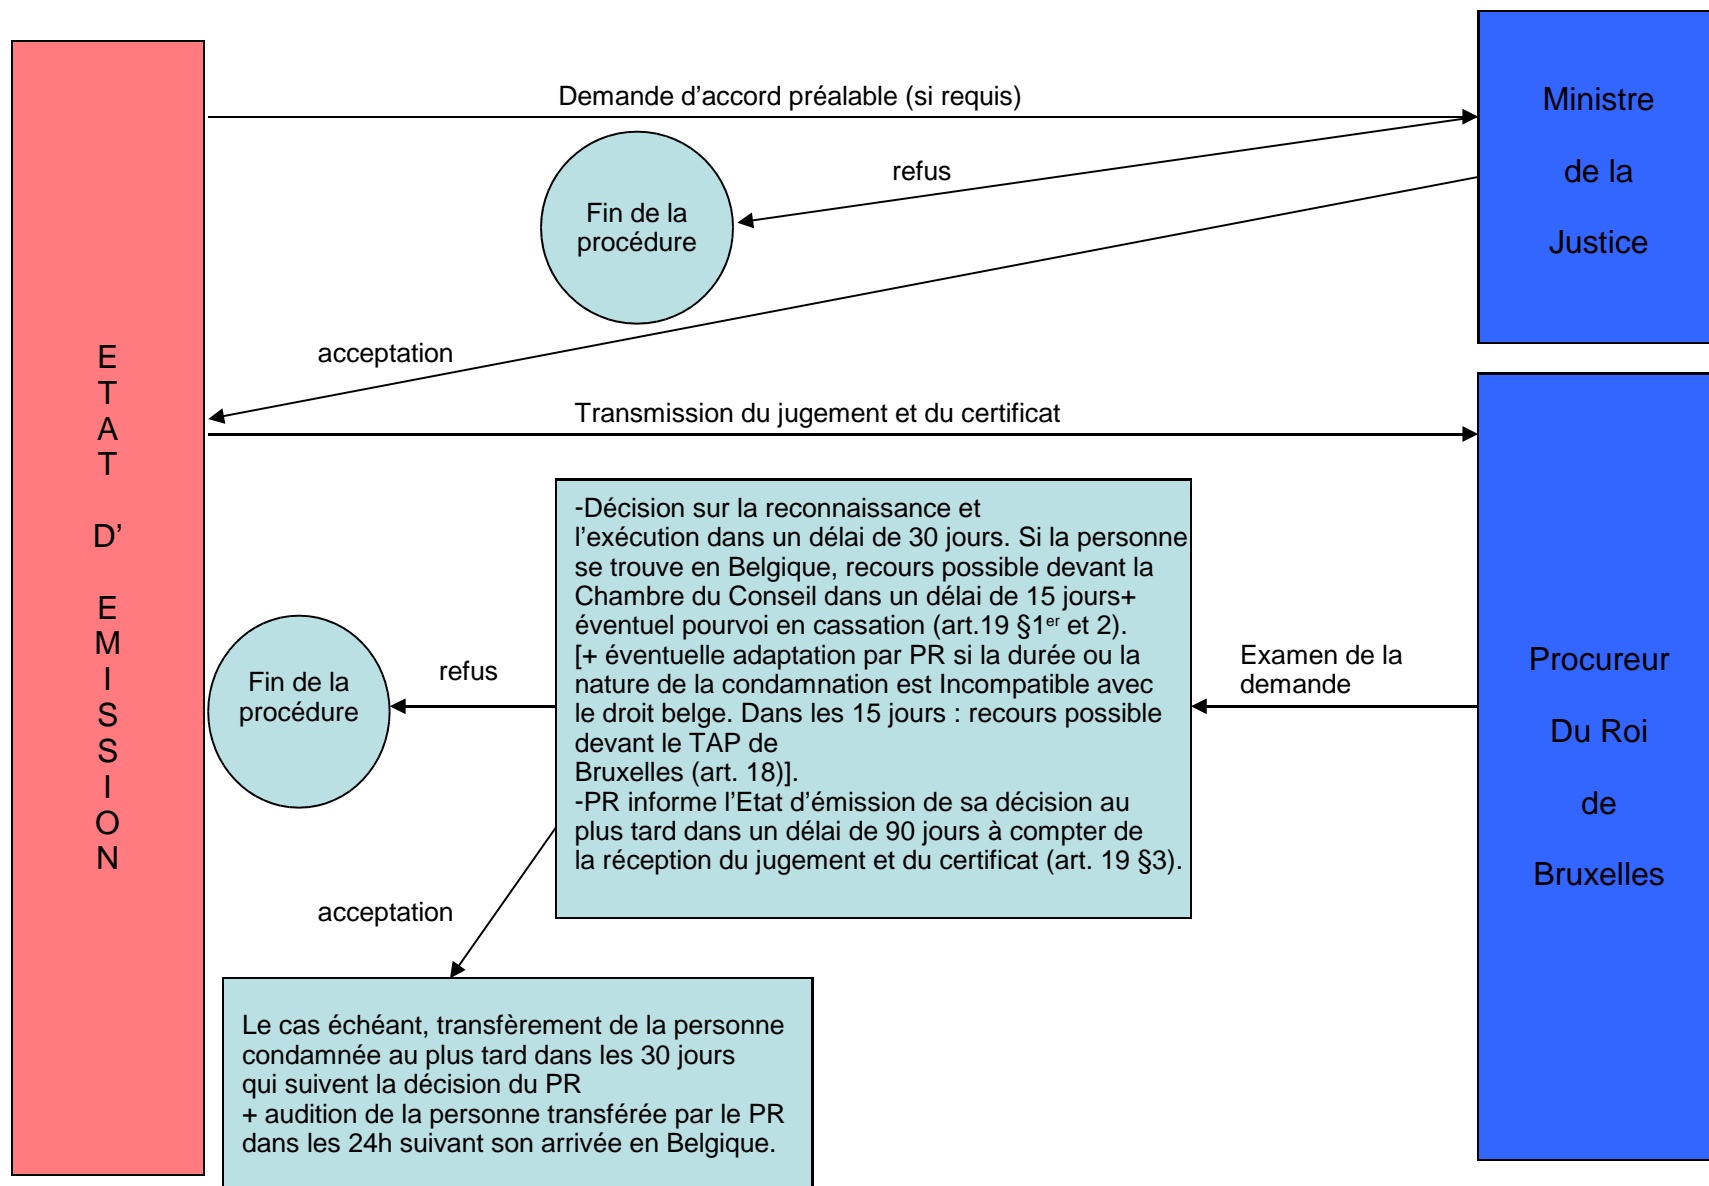 Demande d’accord préalable (si requis)
Ministre
de la
Justice
refus
Fin de la
procédure
acceptation
E
T
A
T
D’
E
M
I
S
S
I
O
N
Transmission du jugement et du certificat
-Décision sur la reconnaissance et
l’exécution dans un délai de 30 jours. Si la personne
se trouve en Belgique, recours possible devant la
Chambre du Conseil dans un délai de 15 jours+
éventuel pourvoi en cassation (art.19 §1er et 2).
[+ éventuelle adaptation par PR si la durée ou la
nature de la condamnation est Incompatible avec
le droit belge. Dans les 15 jours : recours possible
devant le TAP de
Bruxelles (art. 18)].
-PR informe l’Etat d’émission de sa décision au
plus tard dans un délai de 90 jours à compter de
la réception du jugement et du certificat (art. 19 §3).
Examen de la
demande
Procureur
Du Roi
de
Bruxelles
refus
Fin de la
procédure
acceptation
Le cas échéant, transfèrement de la personne
condamnée au plus tard dans les 30 jours
qui suivent la décision du PR
+ audition de la personne transférée par le PR
dans les 24h suivant son arrivée en Belgique.